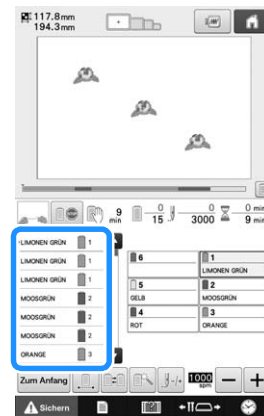 117.8mm
194.3mm
9 min
0
15
0
3000
0 min
9 min
LIMONEN GRÜN 1
LIMONEN GRÜN 1
LIMONEN GRÜN 1
MOOSGRÜN 2
MOOSGRÜN 2
MOOSGRÜN 2
ORANGE 3
6
1
LIMONEN GRÜN
5
GELB
2
MOOSGRÜN
4
ROT
3
ORANGE
Zum Anfang
1000
spm
Sichern